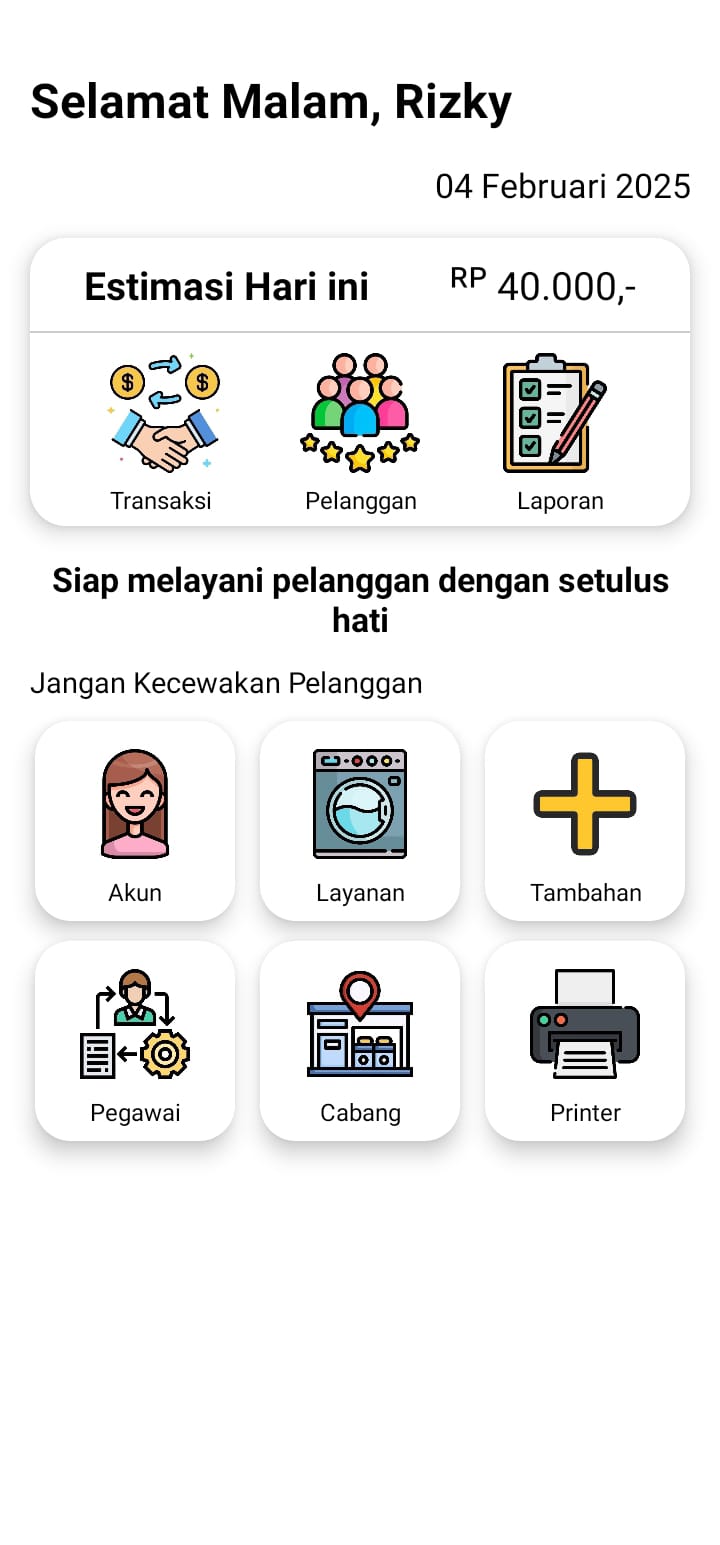 Selamat Malam, Rizky
04 Februari 2025
Estimasi Hari ini RP 40.000,-
Transaksi Pelanggan Laporan
Siap melayani pelanggan dengan setulus
hati
Jangan Kecewakan Pelanggan
Akun Layanan Tambahan
Pegawai Cabang Printer